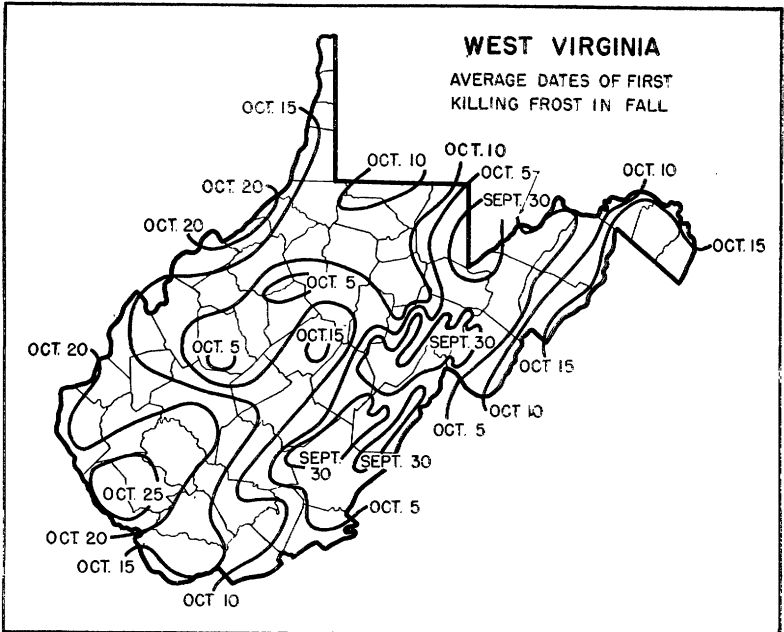 WEST VIRGINIA
AVERAGE DATES OF FIRST
KILLING FROST IN FALL
OCT. 15
OCT. 10
OCT. 10
OCT. 5
OCT. 10
SEPT. 30
OCT. 20
OCT. 20
OCT. 15
OCT. 5
OCT. 5
OCT. 15
SEPT. 30
OCT. 20
OCT 15
OCT 10
OCT. 5
SEPT.
30
SEPT. 30
OCT. 25
OCT. 5
OCT. 20
OCT. 15
OCT 10